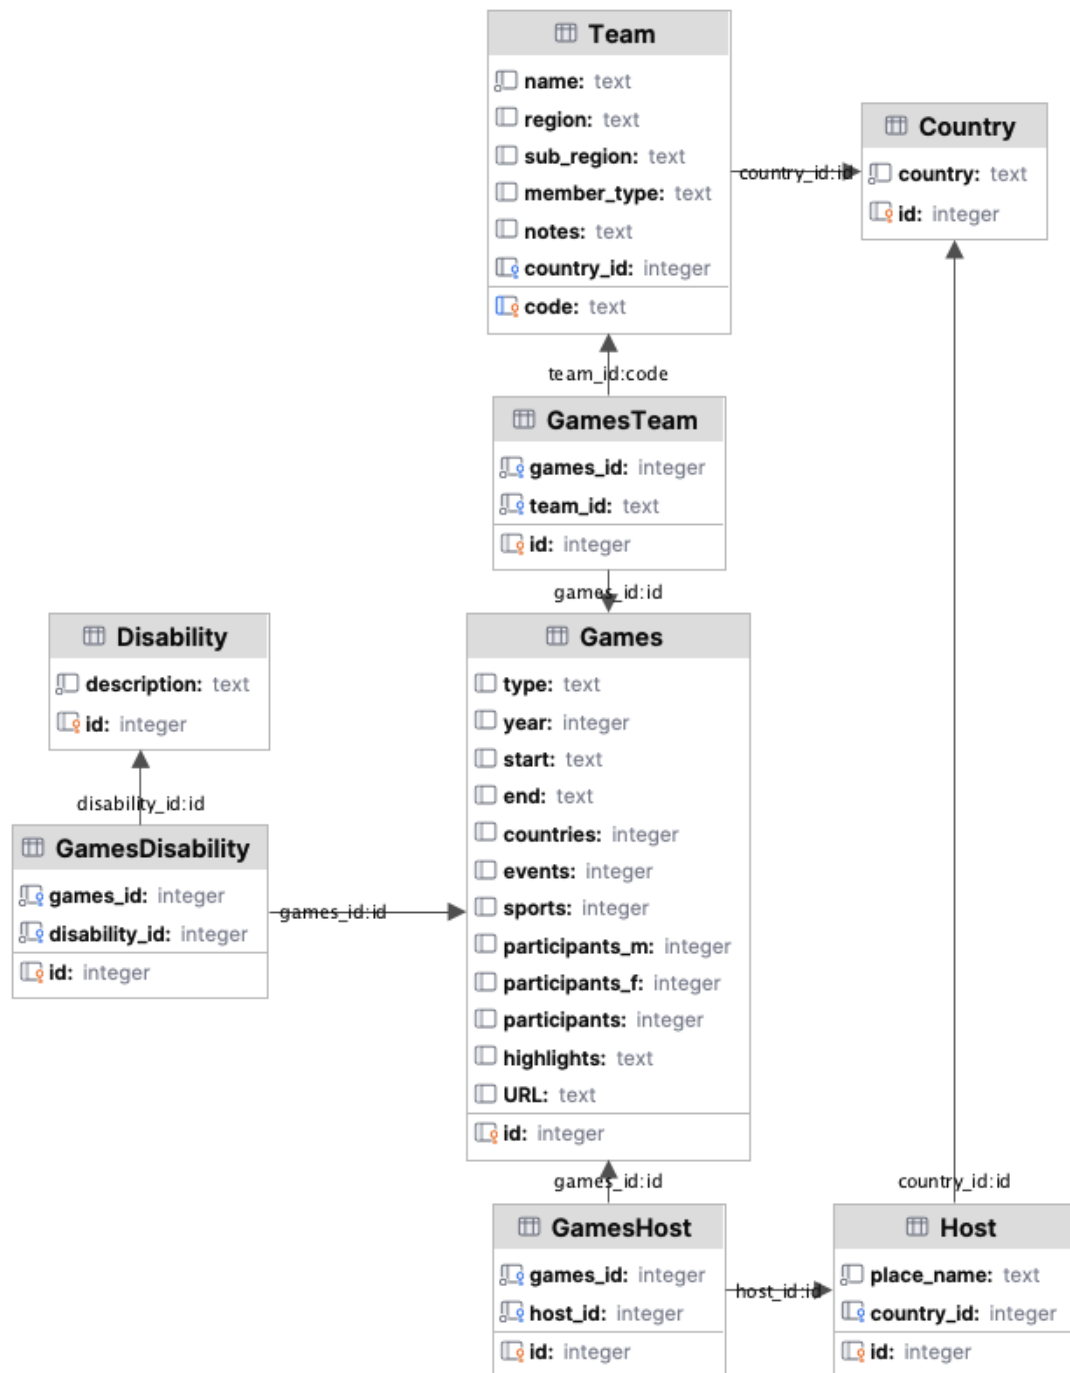 Team
name: text
region: text
sub_region: text
member_type: text
notes: text
country_id: integer
code: text
country_id:id
Country
country: text
id: integer
team_id:code
GamesTeam
games_id: integer
team_id: text
id: integer
games_id:id
Disability
description: text
id: integer
disability_id:id
GamesDisability
games_id: integer
disability_id: integer
id: integer
games_id:id
Games
type: text
year: integer
start: text
end: text
countries: integer
events: integer
sports: integer
participants_m: integer
participants_f: integer
participants: integer
highlights: text
URL: text
id: integer
games_id:id
country_id:id
GamesHost
games_id: integer
host_id: integer
id: integer
host_id:id
Host
place_name: text
country_id: integer
id: integer